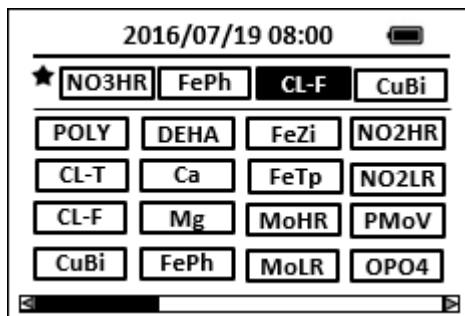 2016/07/19 08:00
NO3HR FePh CL-F CuBi
POLY DEHA FeZi NO2HR
CL-T Ca FeTp NO2LR
CL-F Mg MoHR PMoV
CuBi FePh MoLR OPO4